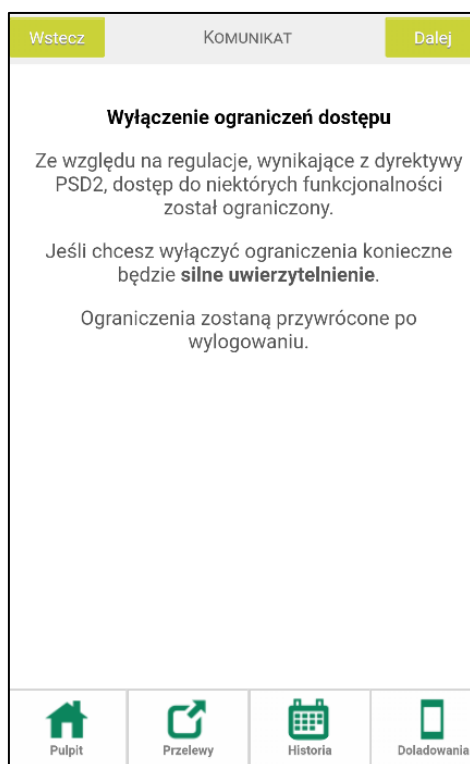 Wstecz KOMUNIKAT Dalej
Wyłączenie ograniczeń dostępu
Ze względu na regulacje, wynikające z dyrektywy
PSD2, dostęp do niektórych funkcjonalności
został ograniczony.
Jeśli chcesz wyłączyć ograniczenia konieczne
będzie silne uwierzytelnienie.
Ograniczenia zostaną przywrócone po
wylogowaniu.
Pulpit Przelewy Historia Doladowania